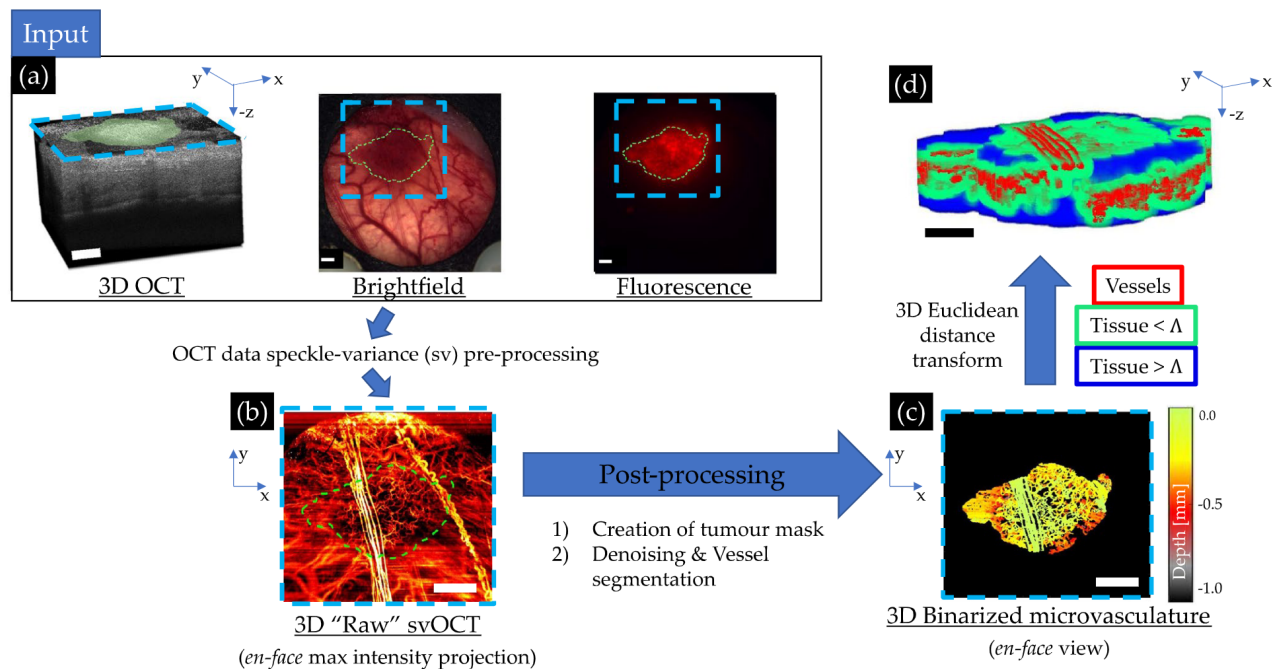 Input
(a)
y
x
-z
3D OCT
Brightfield
Fluorescence
OCT data speckle-variance (sv) pre-processing
(b)
y
x
3D “Raw” svOCT
(en-face max intensity projection)
Post-processing
1) Creation of tumour mask
2) Denoising & Vessel
segmentation
(c)
y
x
0.0
-0.5
-1.0
Depth [mm]
3D Binarized microvasculature
(en-face view)
3D Euclidean
distance
transform
Vessels
Tissue < Λ
Tissue > Λ
(d)
y
x
-z